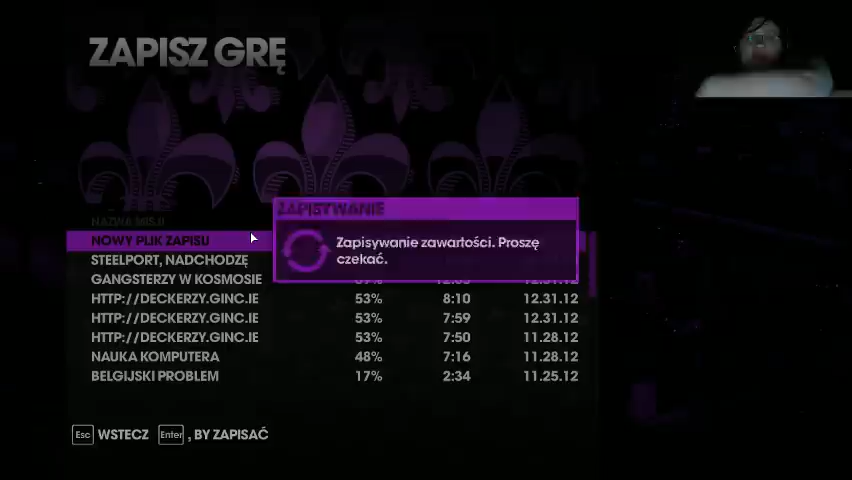 ZAPISZ GRĘ
NAZWA MISJI
ZAPISYWANIE
NOWY PLIK ZAPISU
Zapisywanie zawartości. Proszę
czekać.
STEELPORT, NADCHODZĘ
GANGSTERZY W KOSMOSIE
HTTP://DECKERZY.GINC.IE 53% 8:10 12.31.12
HTTP://DECKERZY.GINC.IE 53% 7:59 12.31.12
HTTP://DECKERZY.GINC.IE 53% 7:50 11.28.12
NAUKA KOMPUTERA 48% 7:16 11.28.12
BELGIJSKI PROBLEM 17% 2:34 11.25.12
Esc WSTECZ Enter , BY ZAPISAĆ